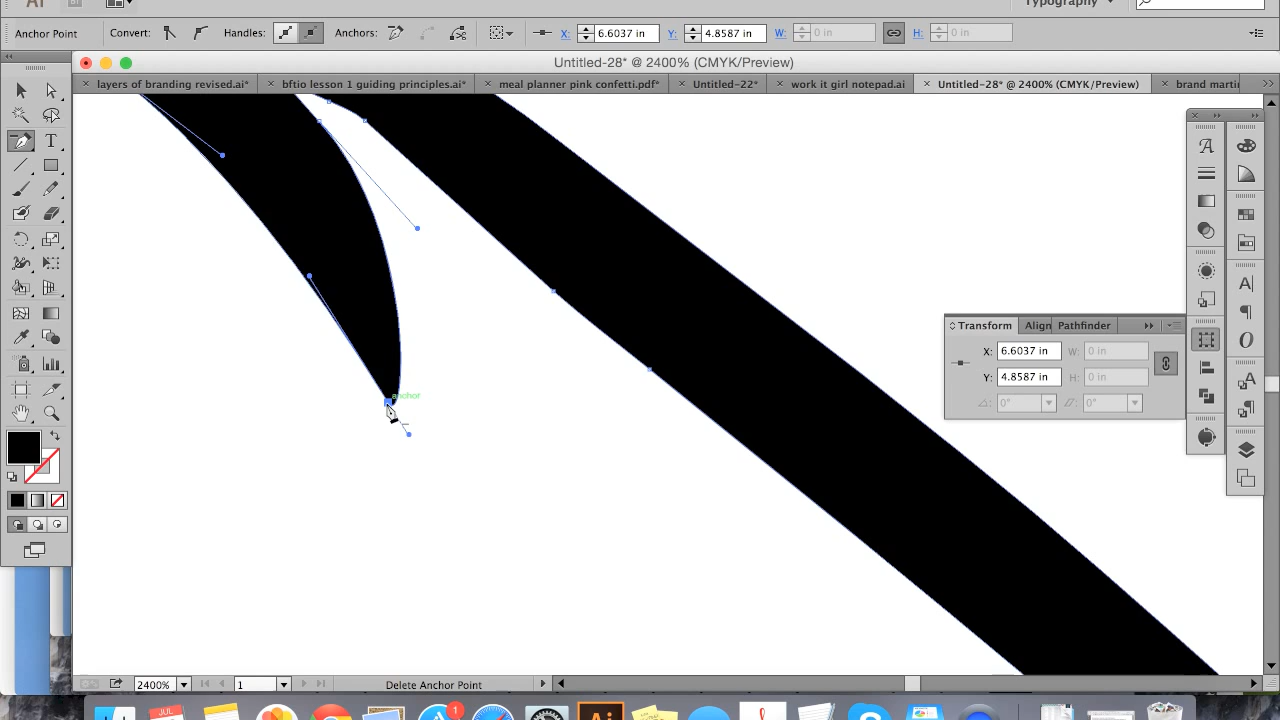 Ai Br Typography
Anchor Point Convert: Handles: Anchors: X: 6.6037 in Y: 4.8587 in W: 0 in H: 0 in
Untitled-28* @ 2400% (CMYK/Preview)
layers of branding revised.ai* bftio lesson 1 guiding principles.ai* meal planner pink confetti.pdf* Untitled-22* work it girl notepad.ai Untitled-28* @ 2400% (CMYK/Preview) brand marti
T
A
Transform Align Pathfinder
X: 6.6037 in W: 0 in
Y: 4.8587 in H: 0 in
0° 0°
anchor
2400% 1 Delete Anchor Point
JUL 1 Ai